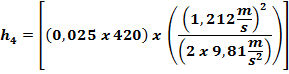 h₄ = [(0,025 x 420) x ((1,212 m/s)² / (2 x 9,81 m/s²))]